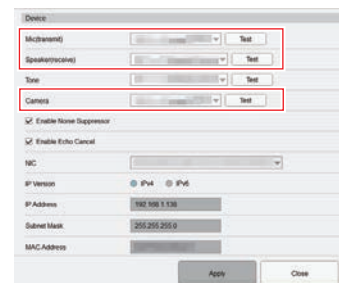 Device
Mic(transmit) Test
Speaker(receive) Test
Tone Test
Camera Test
Enable Noise Suppressor
Enable Echo Cancel
NIC
IP Version IPv4 IPv6
IP Address 192.168.1.136
Subnet Mask 255.255.255.0
MAC Address
Apply Close